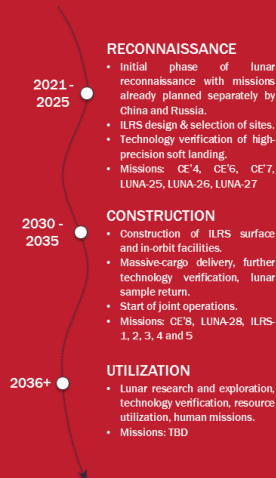 RECONNAISSANCE
• Initial phase of lunar
reconnaissance with missions
already planned separately by
China and Russia.
2021 -
2025
• ILRS design & selection of sites.
• Technology verification of high-
precision soft landing.
• Missions: CE'4, CE'6, CE'7,
LUNA-25, LUNA-26, LUNA-27
CONSTRUCTION
2030 -
2035
• Construction of ILRS surface
and in-orbit facilities.
• Massive-cargo delivery, further
technology verification, lunar
sample return.
• Start of joint operations.
• Missions: CE'8, LUNA-28, ILRS-
1, 2, 3, 4 and 5
UTILIZATION
2036+
• Lunar research and exploration,
technology verification, resource
utilization, human missions.
• Missions: TBD